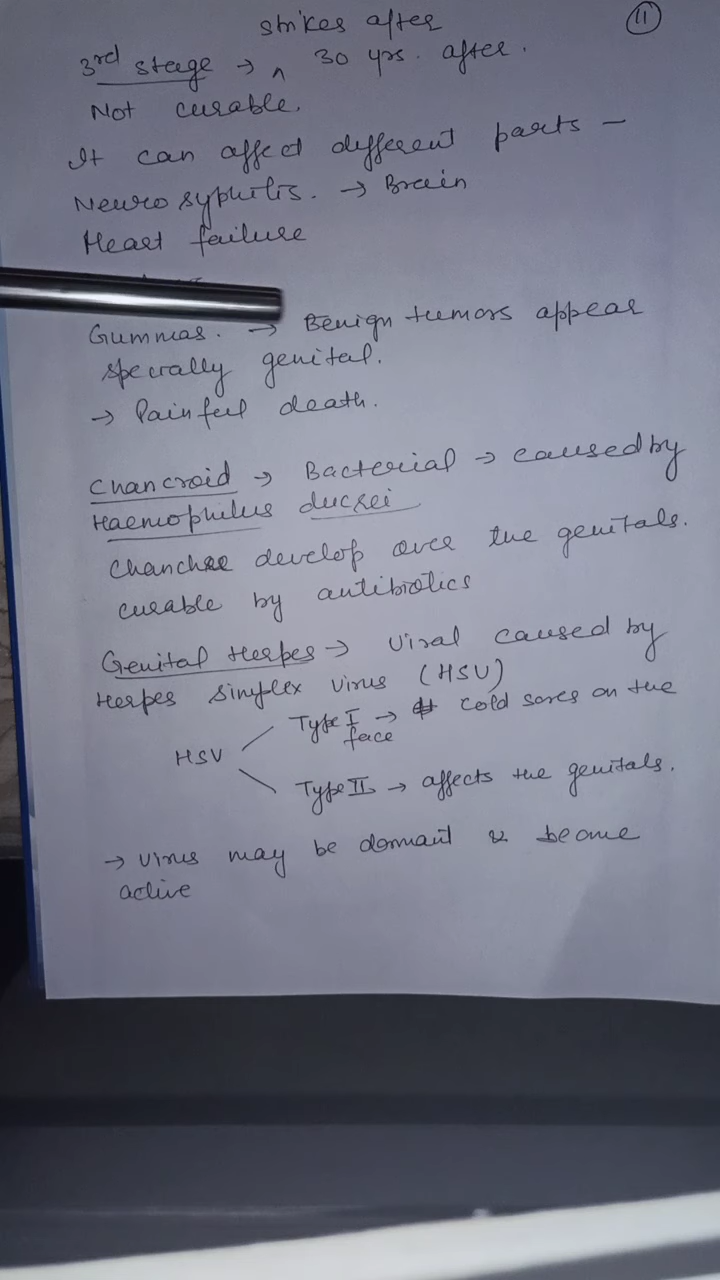 strikes after
11
3rd stage → ^ 30 yrs. after.
Not curable.
It can affect different parts –
Neuro syphilis. → Brain
Heart failure
Gummas. → Benign tumors appear
specially genital.
→ Painful death.
Chancroid → Bacterial → caused by
Haemophilus ducrei
Chanchre develop over the genitals.
curable by antibiotics
Genital Herpes → Viral caused by
Herpes Simplex Virus (HSV)
HSV
Type I → cold sores on the
face
Type II → affects the genitals.
→ Virus may be dormant & beome
active